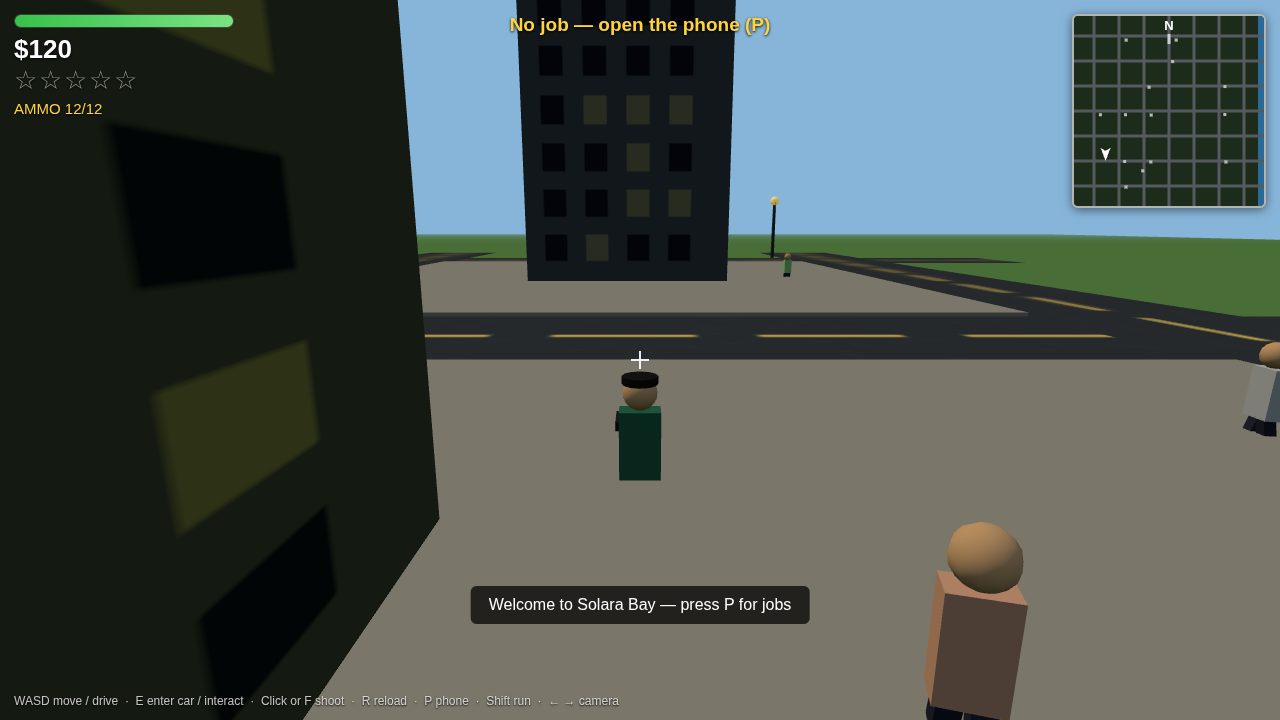 No job — open the phone (P)
N
$120
☆☆☆☆☆
AMMO 12/12
Welcome to Solara Bay — press P for jobs
WASD move / drive · E enter car / interact · Click or F shoot · R reload · P phone · Shift run · ← → camera